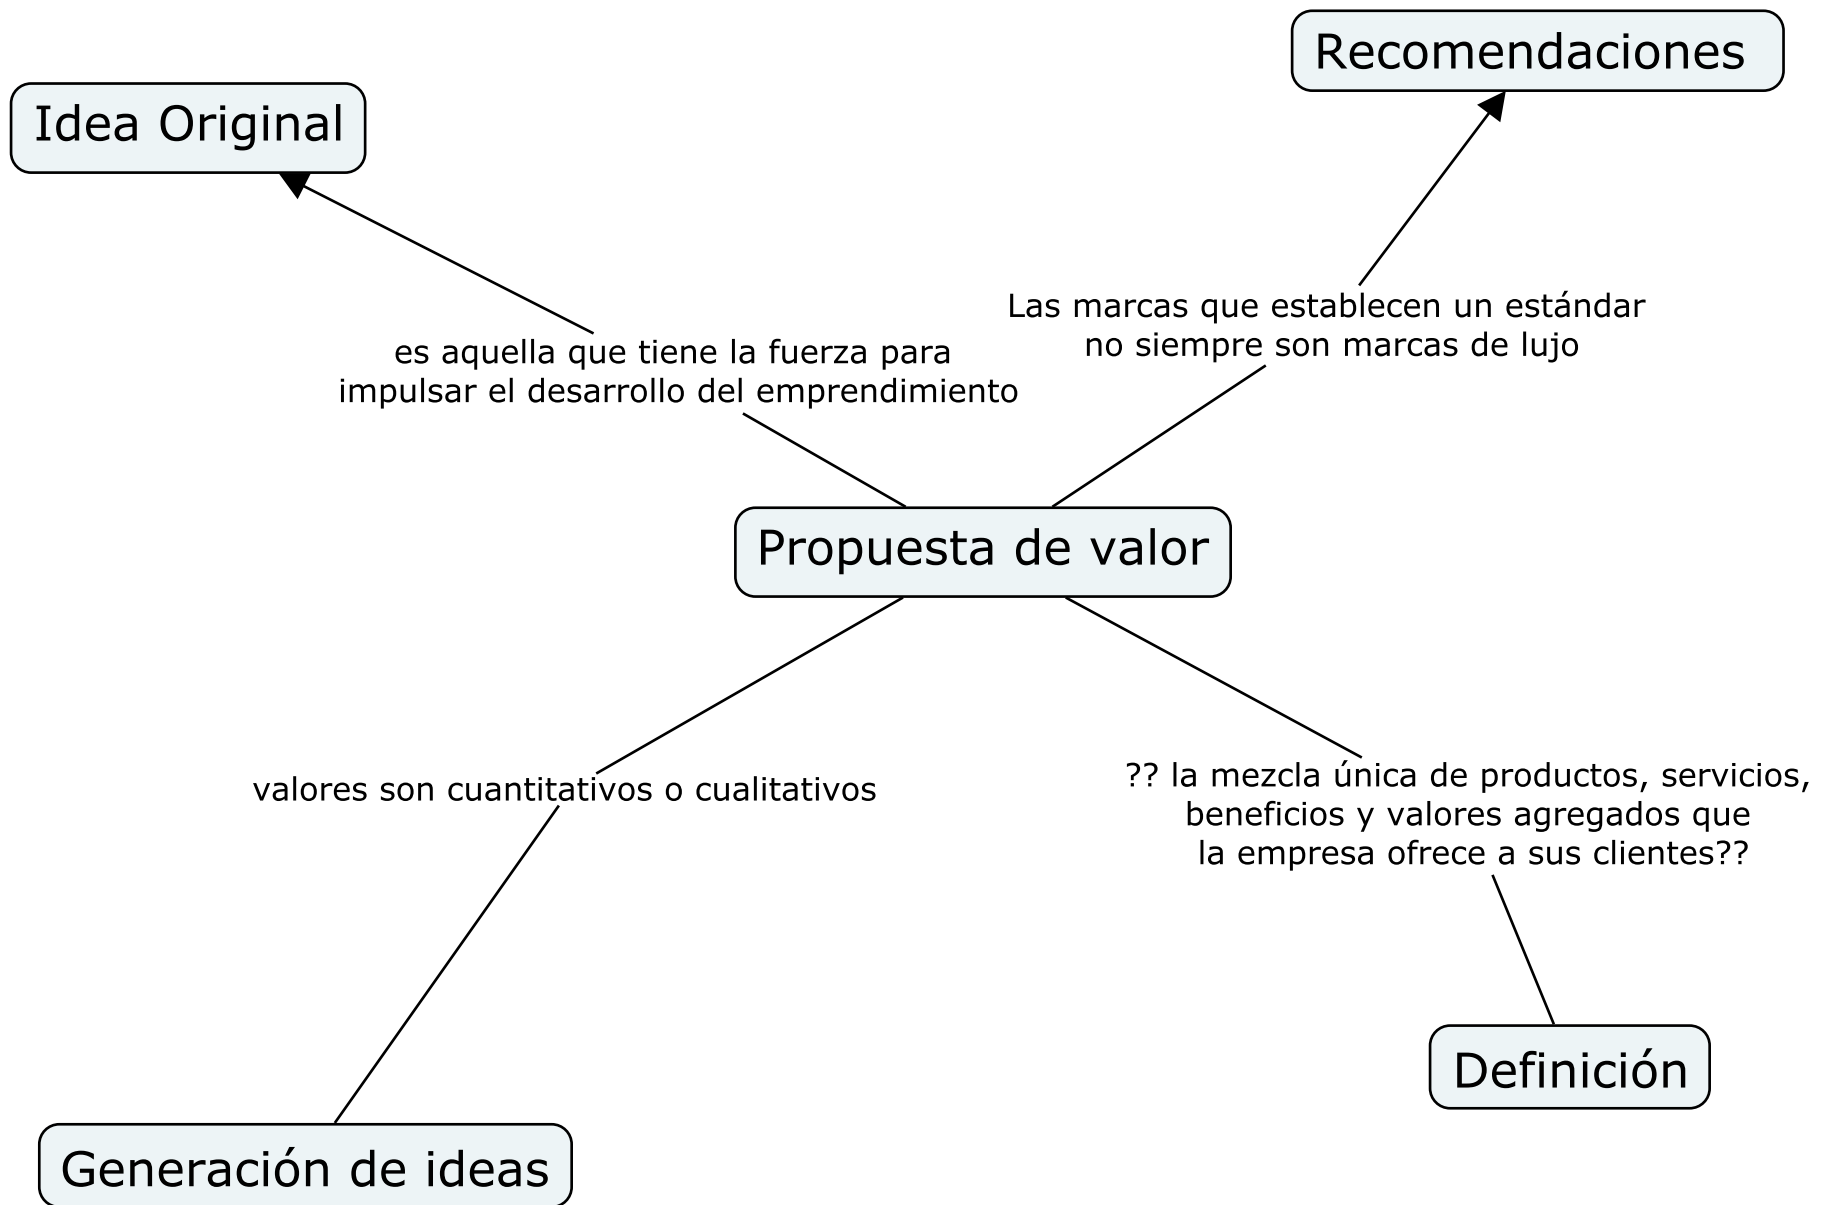 Recomendaciones
Idea Original
Las marcas que establecen un estándar
no siempre son marcas de lujo
es aquella que tiene la fuerza para
impulsar el desarrollo del emprendimiento
Propuesta de valor
valores son cuantitativos o cualitativos
?? la mezcla única de productos, servicios,
beneficios y valores agregados que
la empresa ofrece a sus clientes??
Definición
Generación de ideas